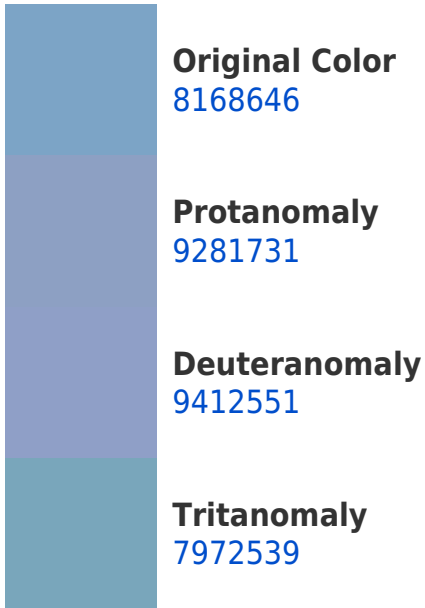 Original Color
8168646
Protanomaly
9281731
Deuteranomaly
9412551
Tritanomaly
7972539